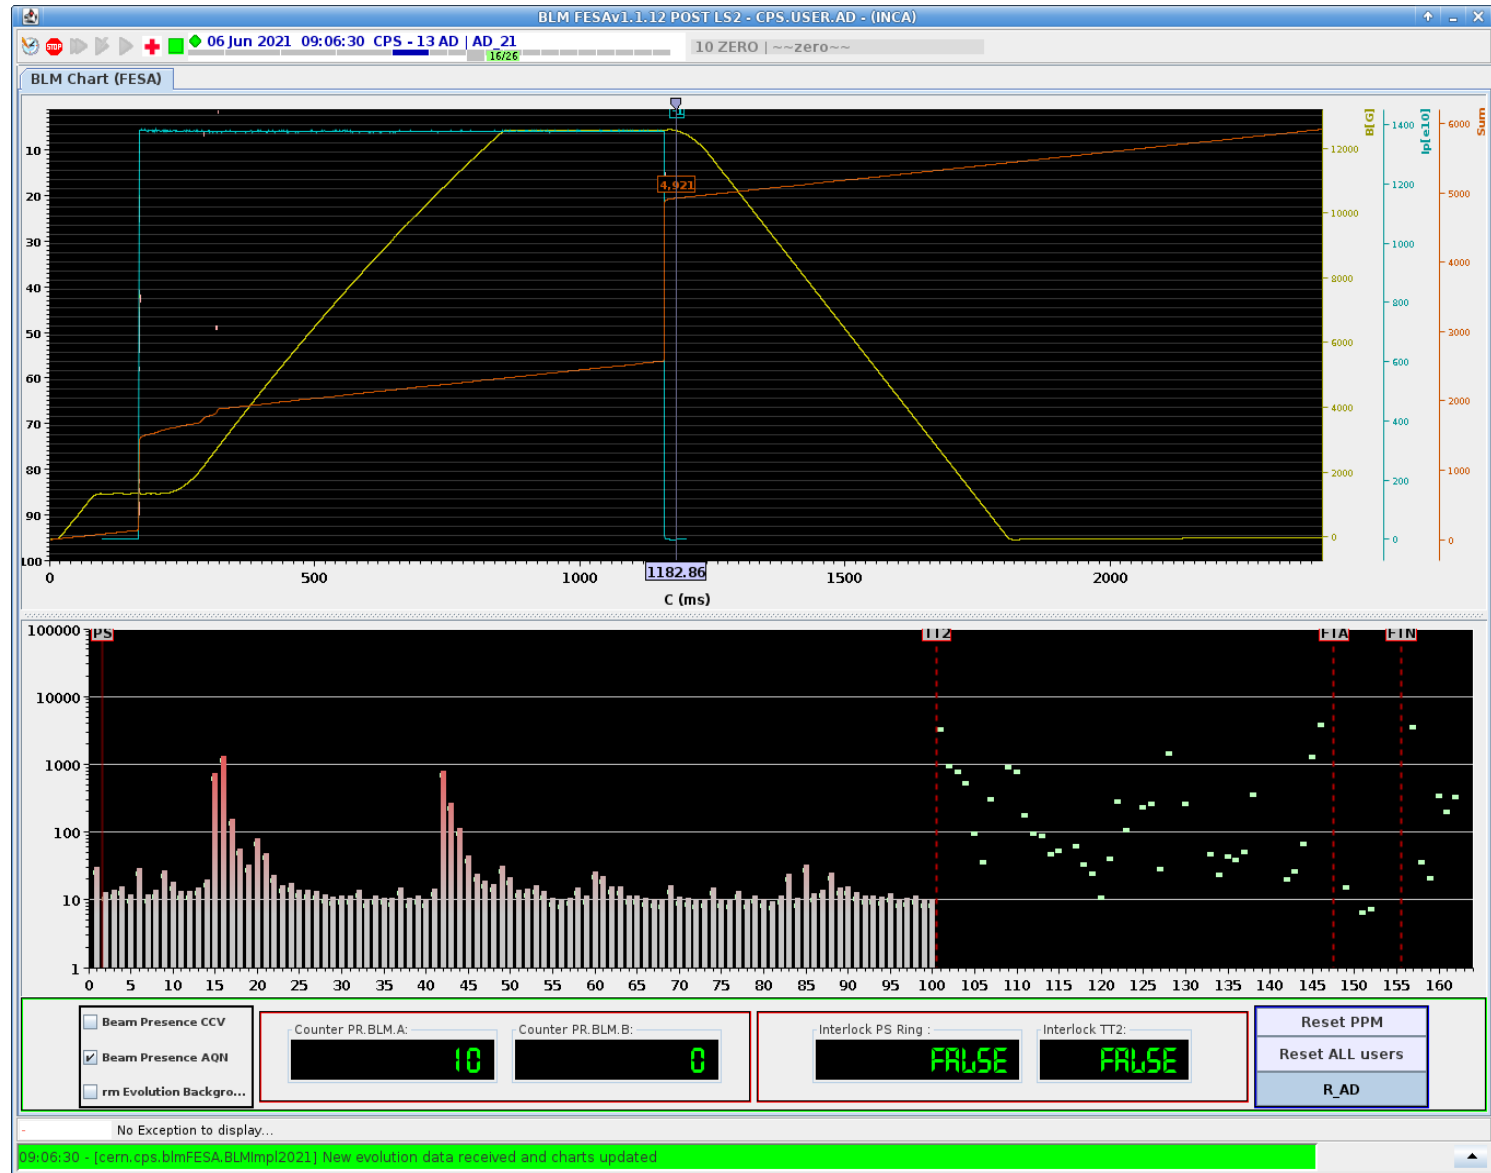 BLM FESAv1.1.12 POST LS2 - CPS.USER.AD - (INCA)
STOP
06 Jun 2021 09:06:30 CPS - 13 AD | AD_21
16/26
10 ZERO | ~~zero~~
BLM Chart (FESA)
10
20
30
40
50
60
70
80
90
100
4,921
-1
B[G]
12000
10000
8000
6000
4000
2000
0
Ip[e10]
1400
1200
1000
800
600
400
200
0
Sum
6000
5000
4000
3000
2000
1000
0
0 500 1000 1182.86 1500 2000
C (ms)
PS TT2 FTA FTN
100000
10000
1000
100
10
1
0 5 10 15 20 25 30 35 40 45 50 55 60 65 70 75 80 85 90 95 100 105 110 115 120 125 130 135 140 145 150 155 160
Beam Presence CCV
Beam Presence AQN
rm Evolution Backgro...
Counter PR.BLM.A:
10
Counter PR.BLM.B:
0
Interlock PS Ring :
FALSE
Interlock TT2:
FALSE
Reset PPM
Reset ALL users
R_AD
- No Exception to display...
09:06:30 - [cern.cps.blmFESA.BLMImpl2021] New evolution data received and charts updated